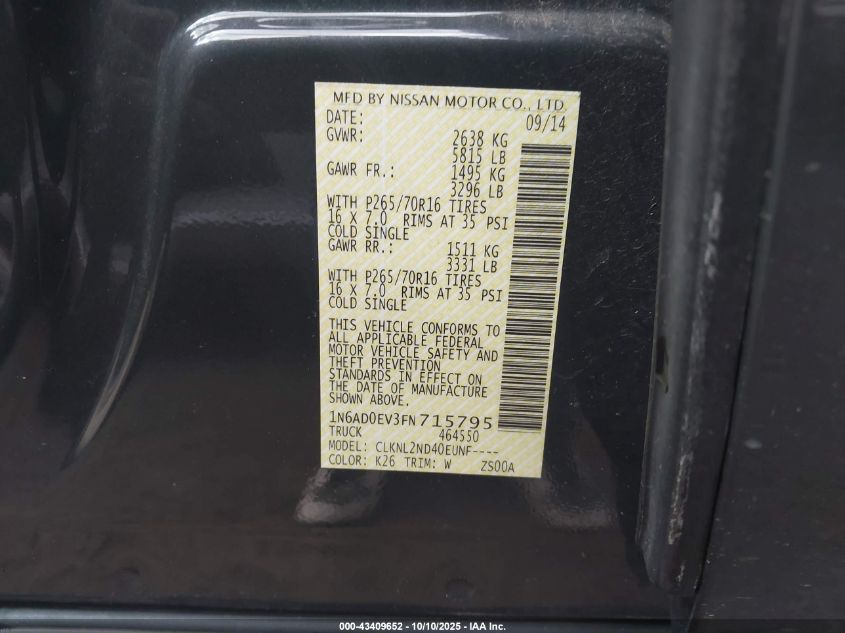 MFD BY NISSAN MOTOR CO., LTD.
DATE: 09/14
GVWR: 2638 KG
5815 LB
GAWR FR.: 1495 KG
3296 LB
WITH P265/70R16 TIRES
16 X 7.0 RIMS AT 35 PSI
COLD SINGLE
GAWR RR.: 1511 KG
3331 LB
WITH P265/70R16 TIRES
16 X 7.0 RIMS AT 35 PSI
COLD SINGLE
THIS VEHICLE CONFORMS TO
ALL APPLICABLE FEDERAL
MOTOR VEHICLE SAFETY AND
THEFT PREVENTION
STANDARDS IN EFFECT ON
THE DATE OF MANUFACTURE
SHOWN ABOVE.
1N6AD0EV3FN715795
TRUCK 464550
MODEL: CLKNL2ND40EUNF----
COLOR: K26 TRIM: W ZS00A
000-43409652 - 10/10/2025 - IAA Inc.